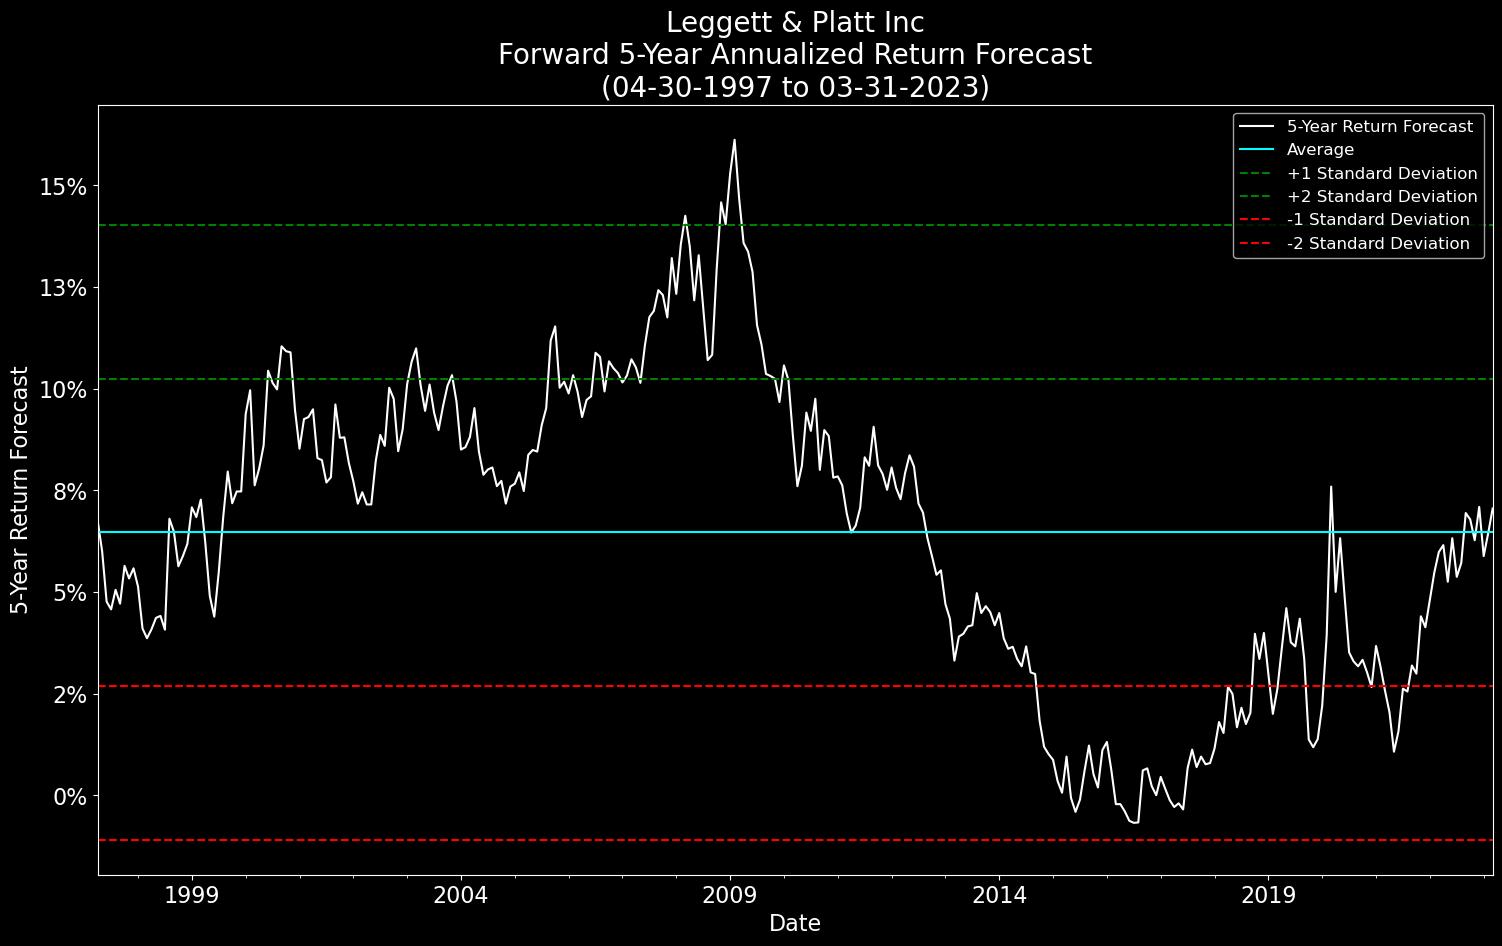 Leggett & Platt Inc
Forward 5-Year Annualized Return Forecast
(04-30-1997 to 03-31-2023)
5-Year Return Forecast
Average
+1 Standard Deviation
+2 Standard Deviation
-1 Standard Deviation
-2 Standard Deviation
15%
13%
10%
8%
5%
2%
0%
5-Year Return Forecast
1999
2004
2009
2014
2019
Date